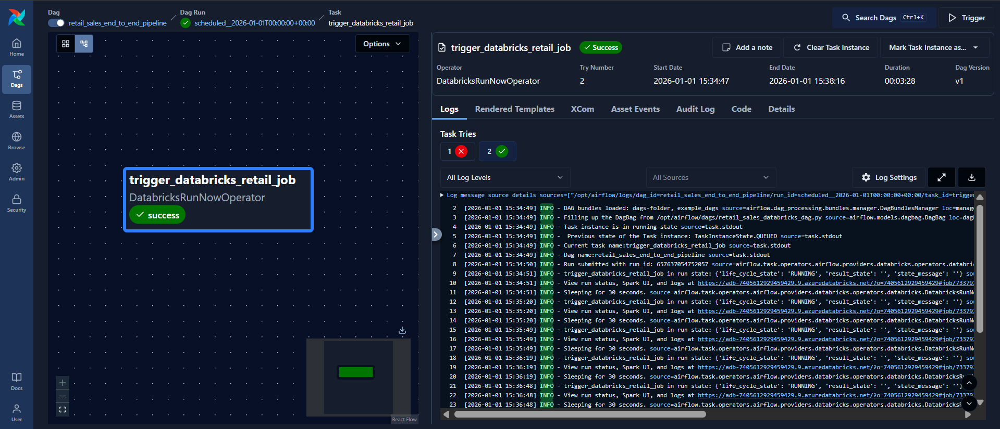 Dag
retail_sales_end_to_end_pipeline
Dag Run
scheduled__2026-01-01T00:00:00+00:00
Task
trigger_databricks_retail_job
Search Dags Ctrl+K
Trigger
Home
Dags
Assets
Browse
Admin
Security
Docs
User
Options
trigger_databricks_retail_job
DatabricksRunNowOperator
success
React Flow
trigger_databricks_retail_job Success
Add a note
Clear Task Instance
Mark Task Instance as...
Operator Try Number Start Date End Date Duration Dag Version
DatabricksRunNowOperator 2 2026-01-01 15:34:47 2026-01-01 15:38:16 00:03:28 v1
Logs Rendered Templates XCom Asset Events Audit Log Code Details
Task Tries
1 2
All Log Levels All Sources Log Settings
Log message source details sources=["/opt/airflow/logs/dag_id=retail_sales_end_to_end_pipeline/run_id=scheduled__2026-01-01T00:00:00+00:00/task_id=trigger
2 [2026-01-01 15:34:49] INFO - DAG bundles loaded: dags-folder, example_dags source=airflow.dag_processing.bundles.manager.DagBundlesManager loc=manag
3 [2026-01-01 15:34:49] INFO - Filling up the DagBag from /opt/airflow/dags/retail_sales_databricks_dag.py source=airflow.models.dagbag.DagBag loc=dag
4 [2026-01-01 15:34:49] INFO - Task instance is in running state source=task.stdout
5 [2026-01-01 15:34:49] INFO -  Previous state of the Task instance: TaskInstanceState.QUEUED source=task.stdout
6 [2026-01-01 15:34:49] INFO - Current task name:trigger_databricks_retail_job source=task.stdout
7 [2026-01-01 15:34:49] INFO - Dag name:retail_sales_end_to_end_pipeline source=task.stdout
8 [2026-01-01 15:34:50] INFO - Run submitted with run_id: 657637054752057 source=airflow.task.operators.airflow.providers.databricks.operators.databri
9 [2026-01-01 15:34:51] INFO - trigger_databricks_retail_job in run state: {'life_cycle_state': 'RUNNING', 'result_state': '', 'state_message': ''} sou
10 [2026-01-01 15:34:51] INFO - View run status, Spark UI, and logs at https://adb-7405612929459429.9.azuredatabricks.net/?o=7405612929459429#job/73379
11 [2026-01-01 15:34:51] INFO - Sleeping for 30 seconds. source=airflow.task.operators.airflow.providers.databricks.operators.databricks.DatabricksRunN
12 [2026-01-01 15:35:20] INFO - trigger_databricks_retail_job in run state: {'life_cycle_state': 'RUNNING', 'result_state': '', 'state_message': ''} sou
13 [2026-01-01 15:35:20] INFO - View run status, Spark UI, and logs at https://adb-7405612929459429.9.azuredatabricks.net/?o=7405612929459429#job/73379
14 [2026-01-01 15:35:20] INFO - Sleeping for 30 seconds. source=airflow.task.operators.airflow.providers.databricks.operators.databricks.DatabricksRunN
15 [2026-01-01 15:35:49] INFO - trigger_databricks_retail_job in run state: {'life_cycle_state': 'RUNNING', 'result_state': '', 'state_message': ''} sou
16 [2026-01-01 15:35:49] INFO - View run status, Spark UI, and logs at https://adb-7405612929459429.9.azuredatabricks.net/?o=7405612929459429#job/73379
17 [2026-01-01 15:35:49] INFO - Sleeping for 30 seconds. source=airflow.task.operators.airflow.providers.databricks.operators.databricks.DatabricksRunN
18 [2026-01-01 15:36:19] INFO - trigger_databricks_retail_job in run state: {'life_cycle_state': 'RUNNING', 'result_state': '', 'state_message': ''} sou
19 [2026-01-01 15:36:19] INFO - View run status, Spark UI, and logs at https://adb-7405612929459429.9.azuredatabricks.net/?o=7405612929459429#job/73379
20 [2026-01-01 15:36:19] INFO - Sleeping for 30 seconds. source=airflow.task.operators.airflow.providers.databricks.operators.databricks.DatabricksR
21 [2026-01-01 15:36:48] INFO - trigger_databricks_retail_job in run state: {'life_cycle_state': 'RUNNING', 'result_state': '', 'state_message': ''}
22 [2026-01-01 15:36:48] INFO - View run status, Spark UI, and logs at https://adb-7405612929459429.9.azuredatabricks.net/?o=7405612929459429#job/7337
23 [2026-01-01 15:36:48] INFO - Sleeping for 30 seconds. source=airflow.task.operators.airflow.providers.databricks.operators.databricks.Databricks